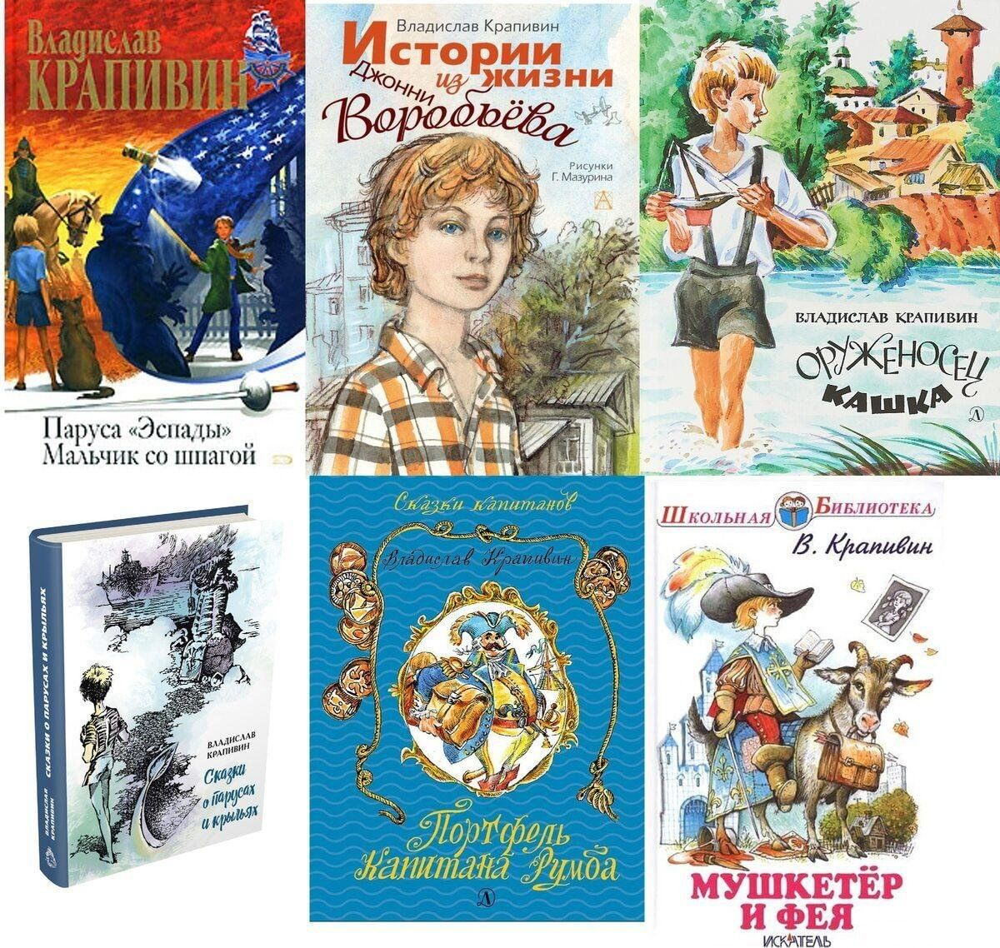 Владислав
КРАПИВИН
Паруса «Эспады»
Мальчик со шпагой
Владислав Крапивин
Истории
из жизни
Джонни
Воробьёва
Рисунки
Г. Мазурина
ВЛАДИСЛАВ КРАПИВИН
ОРУЖЕНОСЕЦ
КАШКА
Д
ВЛАДИСЛАВ
КРАПИВИН
СКАЗКИ О ПАРУСАХ И КРЫЛЬЯХ
ВЛАДИСЛАВ
КРАПИВИН
Сказки
о парусах
и крыльях
Сказки капитанов
Владислав Крапивин
Портфель
Капитана Румба
Д
ШКОЛЬНАЯ БИБЛИОТЕКА
В. Крапивин
МУШКЕТЁР
И ФЕЯ
ИСКАТЕЛЬ